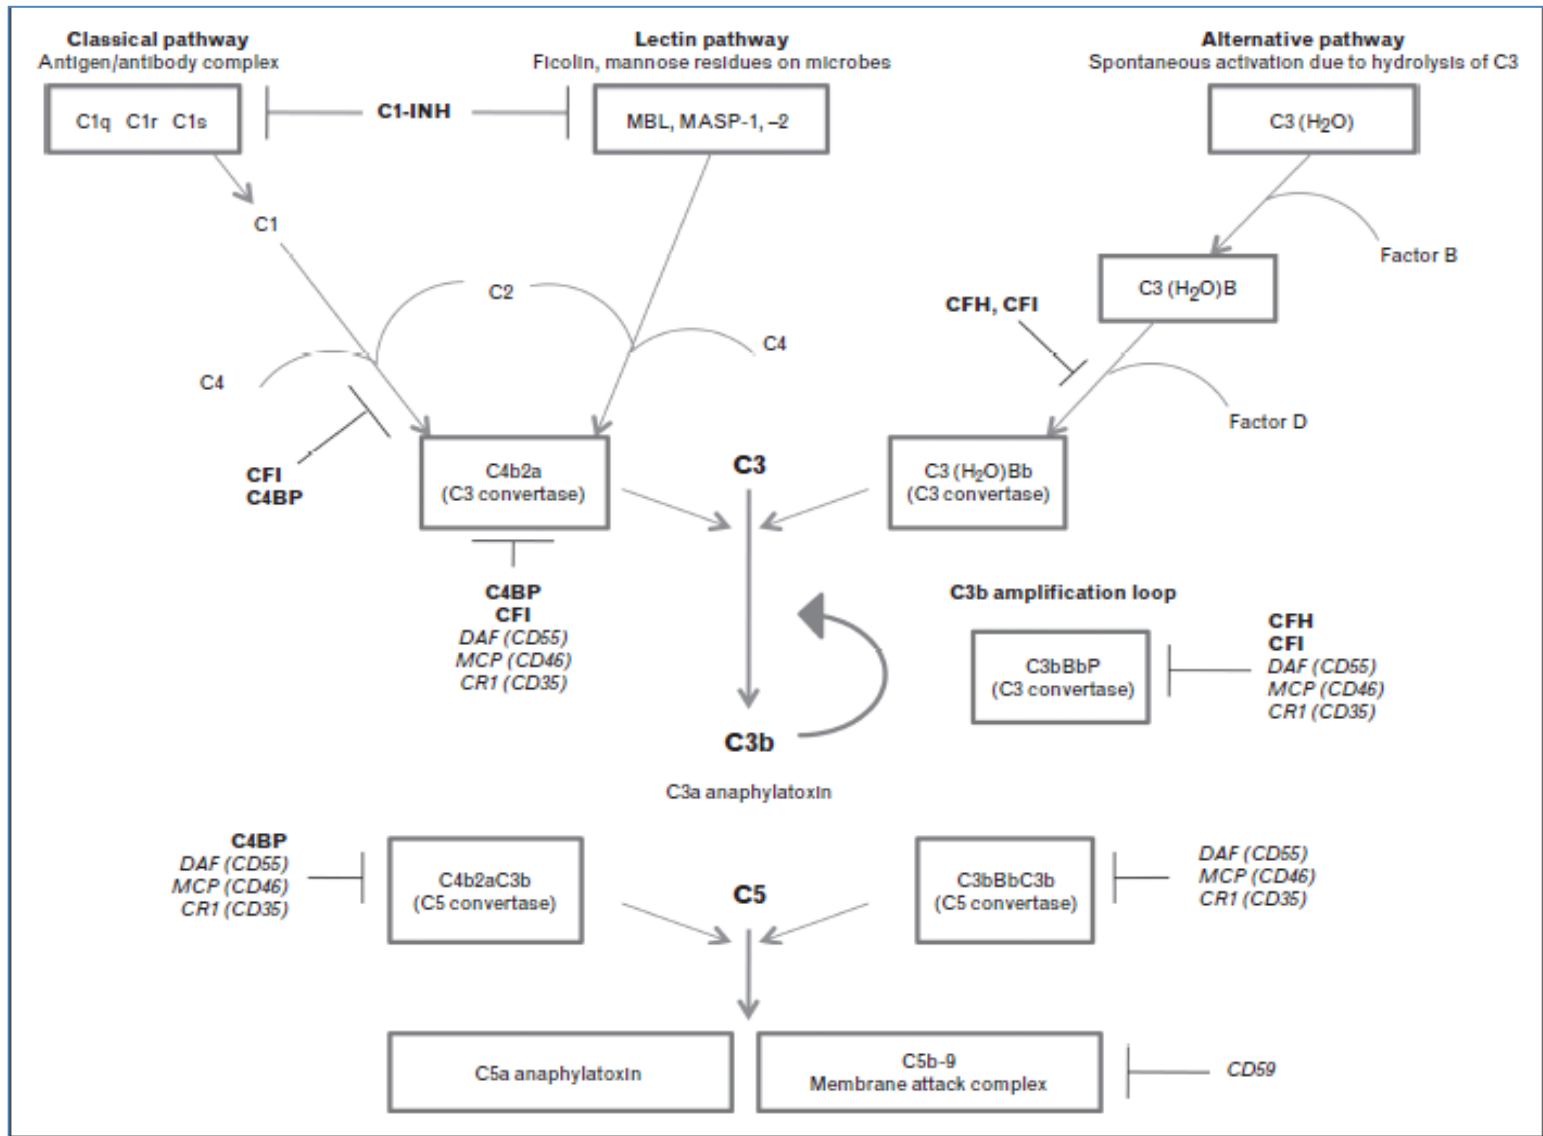 Classical pathway
Antigen/antibody complex
C1q C1r C1s
C1-INH
Lectin pathway
Ficolin, mannose residues on microbes
MBL, MASP-1, –2
Alternative pathway
Spontaneous activation due to hydrolysis of C3
C3 (H₂O)
C1
Factor B
C3 (H₂O)B
C2
CFH, CFI
C4
C4
Factor D
CFI
C4BP
C4b2a
(C3 convertase)
C3
C3 (H₂O)Bb
(C3 convertase)
C4BP
CFI
DAF (CD55)
MCP (CD46)
CR1 (CD35)
C3b amplification loop
C3bBbP
(C3 convertase)
CFH
CFI
DAF (CD55)
MCP (CD46)
CR1 (CD35)
C3b
C3a anaphylatoxin
C4BP
DAF (CD55)
MCP (CD46)
CR1 (CD35)
C4b2aC3b
(C5 convertase)
C5
C3bBbC3b
(C5 convertase)
DAF (CD55)
MCP (CD46)
CR1 (CD35)
C5a anaphylatoxin
C5b-9
Membrane attack complex
CD59